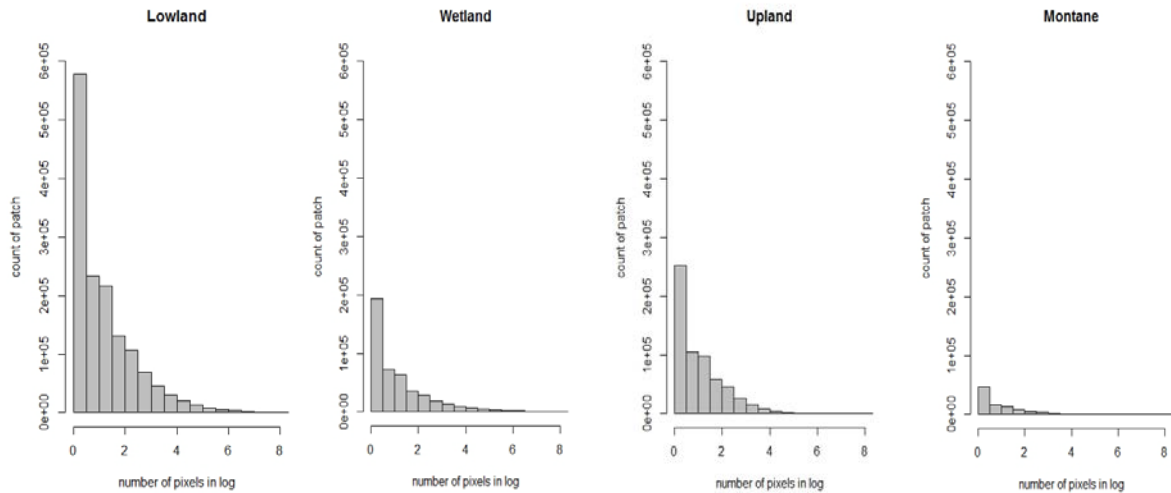 Lowland
count of patch
6e+05
5e+05
4e+05
3e+05
2e+05
1e+05
0e+00
0 2 4 6 8
number of pixels in log
Wetland
count of patch
6e+05
5e+05
4e+05
3e+05
2e+05
1e+05
0e+00
0 2 4 6 8
number of pixels in log
Upland
count of patch
6e+05
5e+05
4e+05
3e+05
2e+05
1e+05
0e+00
0 2 4 6 8
number of pixels in log
Montane
count of patch
6e+05
5e+05
4e+05
3e+05
2e+05
1e+05
0e+00
0 2 4 6 8
number of pixels in log